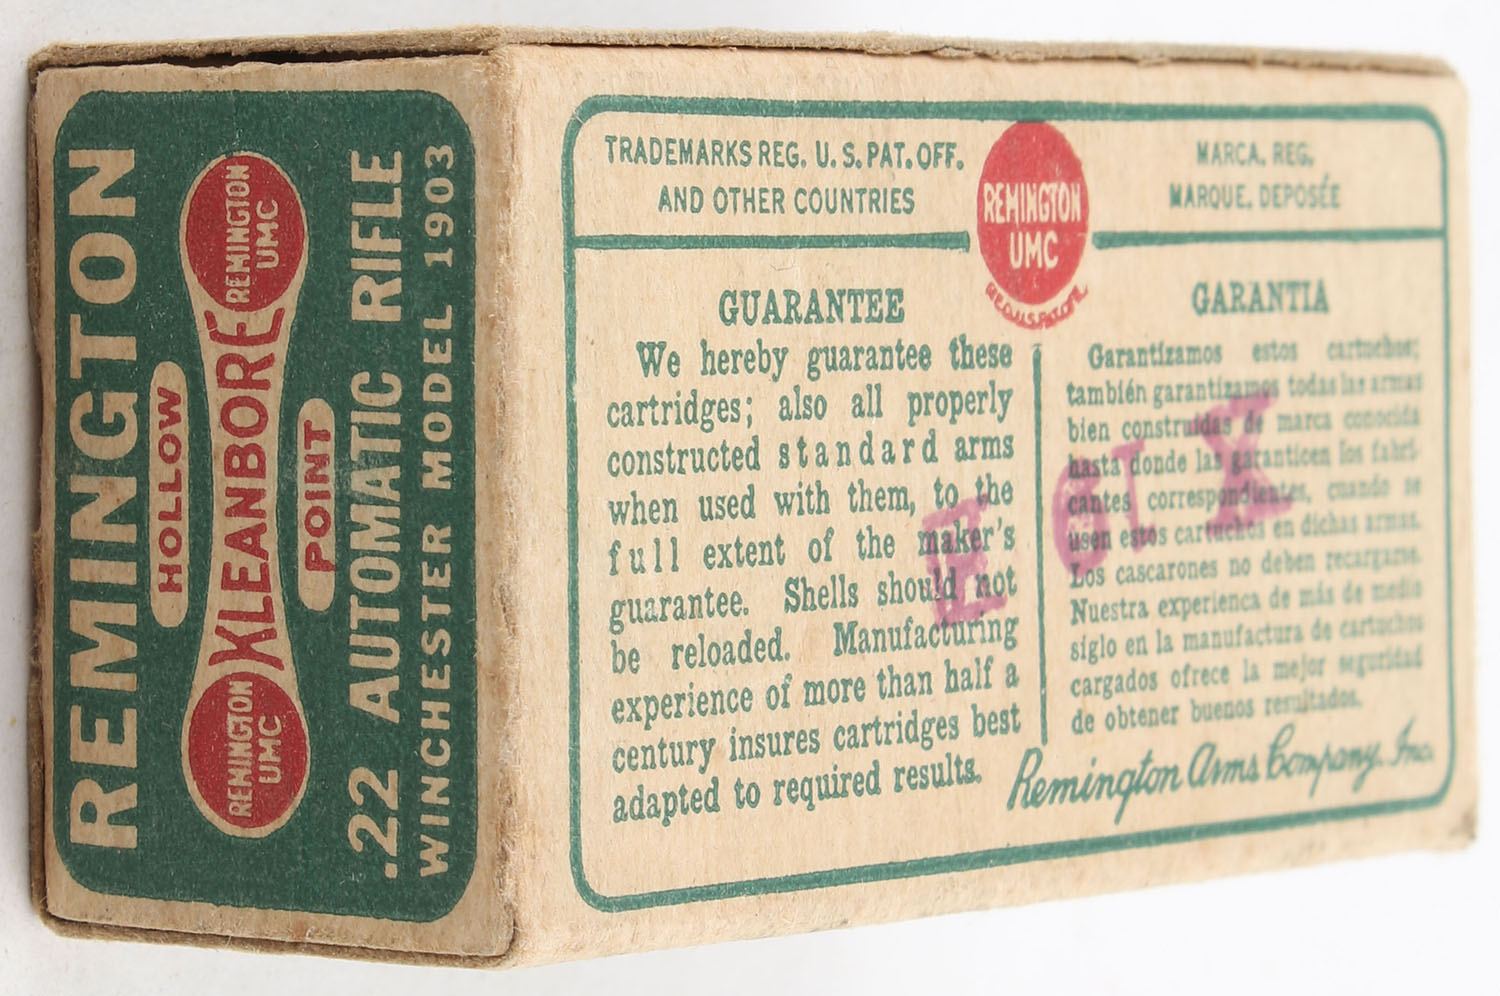 REMINGTON
HOLLOW
REMINGTON
UMC
KLEANBORE
REMINGTON
UMC
POINT
.22 AUTOMATIC RIFLE
WINCHESTER MODEL 1903
TRADEMARKS REG. U. S. PAT. OFF.
AND OTHER COUNTRIES
REMINGTON
UMC
REG. U.S. PAT. OFF.
MARCA. REG.
MARQUE. DEPOSÉE
GUARANTEE
We hereby guarantee these
cartridges; also all properly
constructed standard arms
when used with them, to the
full extent of the maker's
guarantee. Shells should not
be reloaded. Manufacturing
experience of more than half a
century insures cartridges best
adapted to required results.
GARANTIA
Garantizamos estos cartuchos;
también garantizamos todas las armas
bien construidas de marca conocida
hasta donde las garanticen los fabri-
cantes correspondientes, cuando se
usen estos cartuchos en dichas armas.
Los cascarones no deben recargarse.
Nuestra experienca de más de medio
siglo en la manufactura de cartuchos
cargados ofrece la mejor seguridad
de obtener buenos resultados.
Remington Arms Company, Inc.